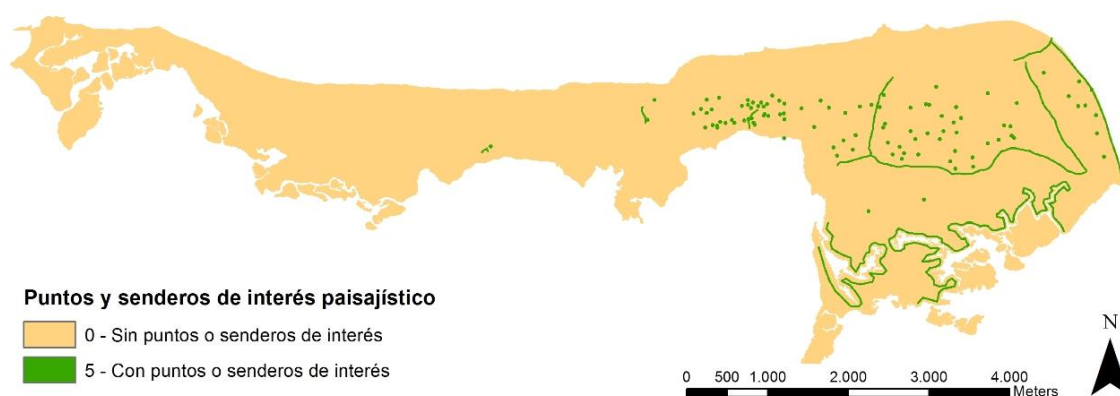 Puntos y senderos de interés paisajístico
0 - Sin puntos o senderos de interés
5 - Con puntos o senderos de interés
N
0 500 1.000 2.000 3.000 4.000
Meters